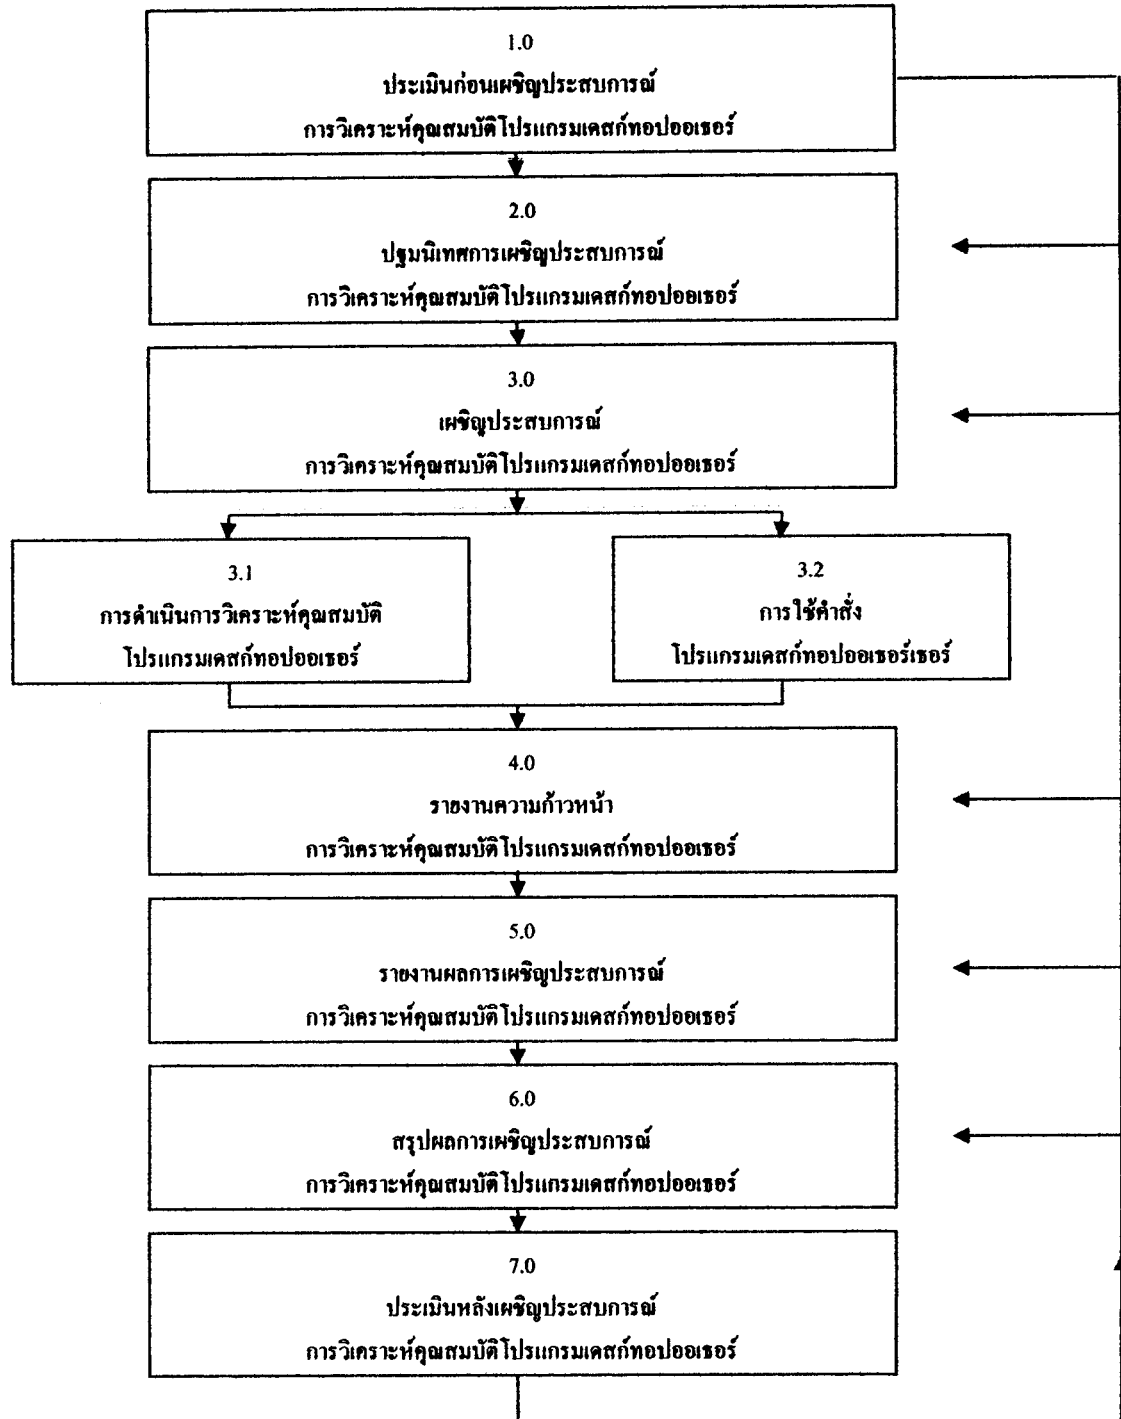 1.0
ประเมินก่อนเผชิญประสบการณ์
การวิเคราะห์คุณสมบัติโปรแกรมเดสก์ทอปออเธอร์
2.0
ปฐมนิเทศการเผชิญประสบการณ์
การวิเคราะห์คุณสมบัติโปรแกรมเดสก์ทอปออเธอร์
3.0
เผชิญประสบการณ์
การวิเคราะห์คุณสมบัติโปรแกรมเดสก์ทอปออเธอร์
3.1
การดำเนินการวิเคราะห์คุณสมบัติ
โปรแกรมเดสก์ทอปออเธอร์
3.2
การใช้คำสั่ง
โปรแกรมเดสก์ทอปออเธอร์เธอร์
4.0
รายงานความก้าวหน้า
การวิเคราะห์คุณสมบัติโปรแกรมเดสก์ทอปออเธอร์
5.0
รายงานผลการเผชิญประสบการณ์
การวิเคราะห์คุณสมบัติโปรแกรมเดสก์ทอปออเธอร์
6.0
สรุปผลการเผชิญประสบการณ์
การวิเคราะห์คุณสมบัติโปรแกรมเดสก์ทอปออเธอร์
7.0
ประเมินหลังเผชิญประสบการณ์
การวิเคราะห์คุณสมบัติโปรแกรมเดสก์ทอปออเธอร์